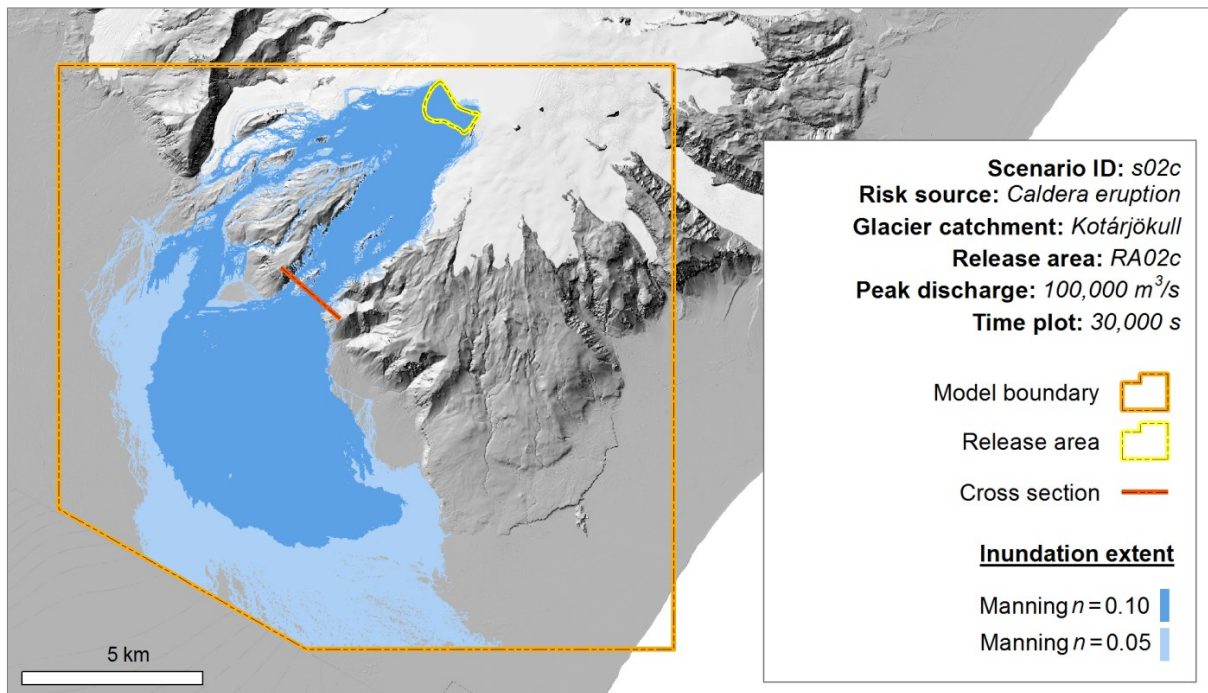 Scenario ID: s02c
Risk source: Caldera eruption
Glacier catchment: Kotárjökull
Release area: RA02c
Peak discharge: 100,000 m³/s
Time plot: 30,000 s
Model boundary
Release area
Cross section
Inundation extent
Manning n = 0.10
Manning n = 0.05
5 km